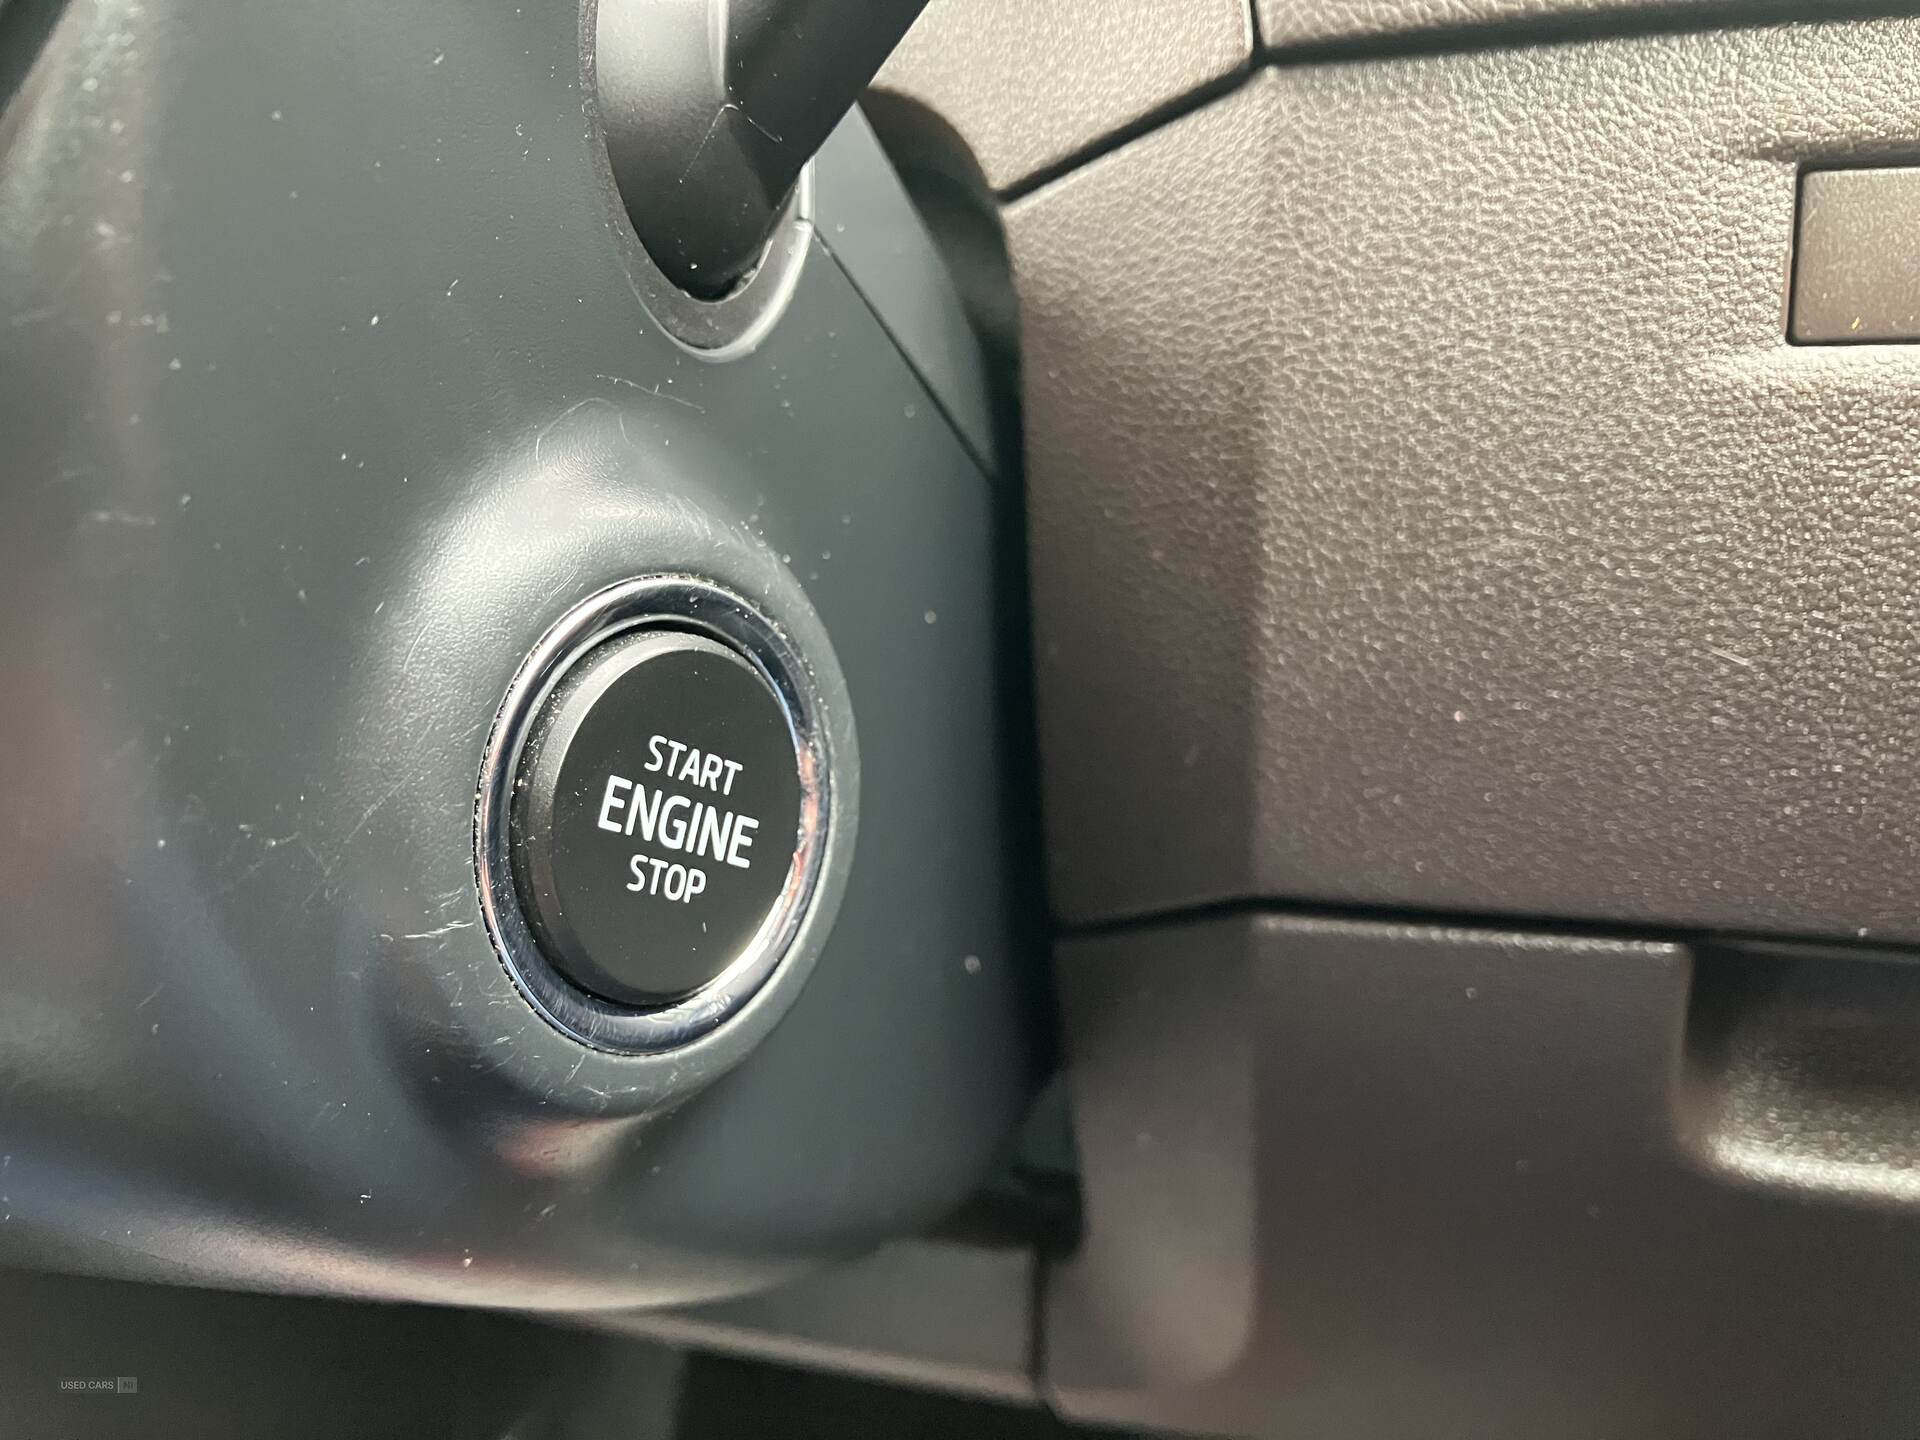 START
ENGINE
STOP
USED CARS NI